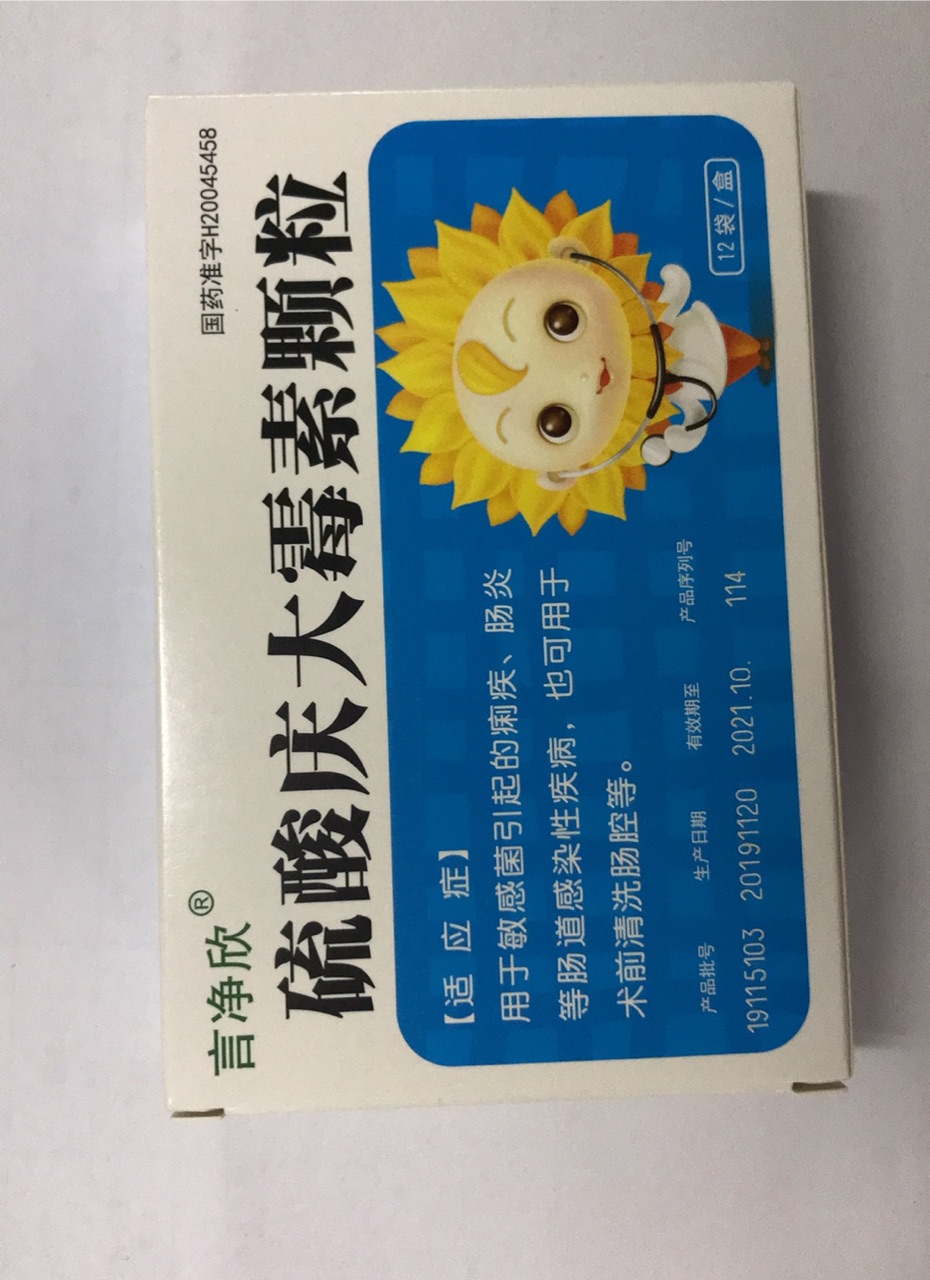 国药准字H20045458
言净欣®
硫酸庆大霉素颗粒
【适应症】
用于敏感菌引起的痢疾、肠炎
等肠道感染性疾病，也可用于
术前清洗肠腔等。
产品批号 生产日期 有效期至 产品序列号
19115103 20191120 2021.10. 114
12袋/盒